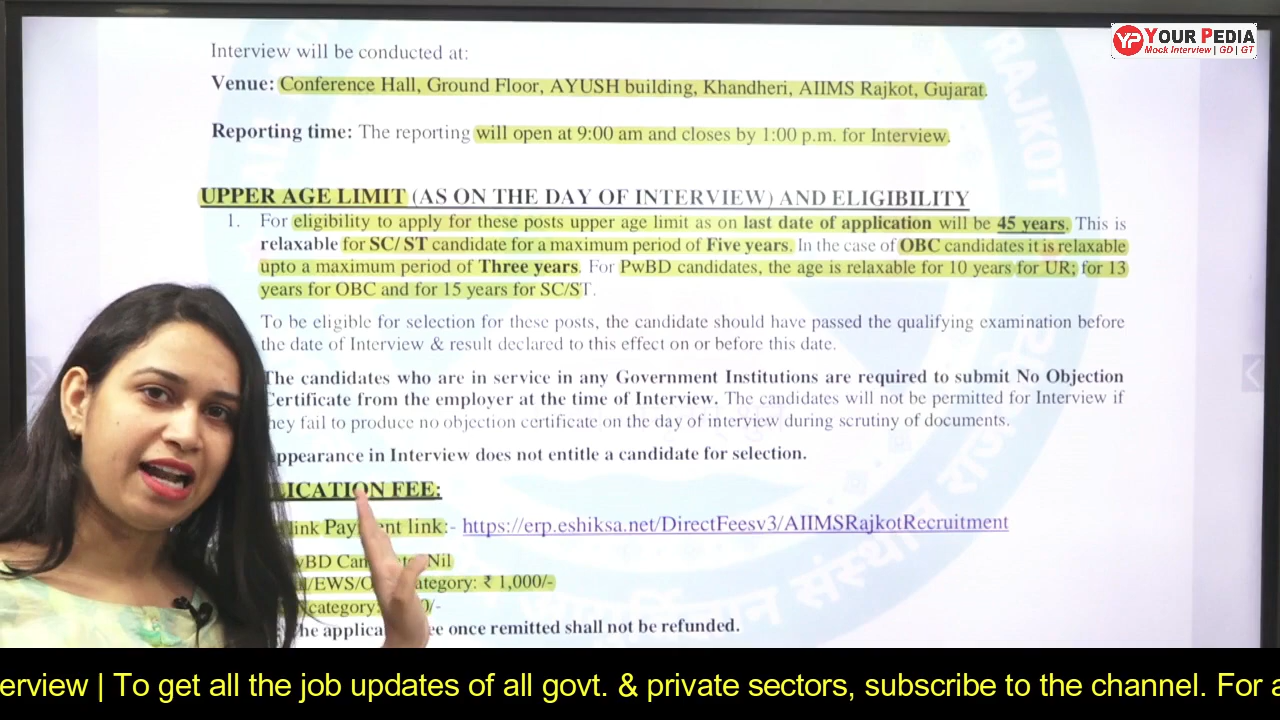 YOUR PEDIA
YP
Mock Interview | GD | GT
Interview will be conducted at:
Venue: Conference Hall, Ground Floor, AYUSH building, Khandheri, AIIMS Rajkot, Gujarat.
Reporting time: The reporting will open at 9:00 am and closes by 1:00 p.m. for Interview.
RAJKOT
UPPER AGE LIMIT (AS ON THE DAY OF INTERVIEW) AND ELIGIBILITY
1. For eligibility to apply for these posts upper age limit as on last date of application will be 45 years. This is
relaxable for SC/ ST candidate for a maximum period of Five years. In the case of OBC candidates it is relaxable
upto a maximum period of Three years. For PwBD candidates, the age is relaxable for 10 years for UR; for 13
years for OBC and for 15 years for SC/ST.
To be eligible for selection for these posts, the candidate should have passed the qualifying examination before
the date of Interview & result declared to this effect on or before this date.
The candidates who are in service in any Government Institutions are required to submit No Objection
Certificate from the employer at the time of Interview. The candidates will not be permitted for Interview if
hey fail to produce no objection certificate on the day of interview during scrutiny of documents.
ppearance in Interview does not entitle a candidate for selection.
LICATION FEE:
link Payment link:- https://erp.eshiksa.net/DirectFeesv3/AIIMSRajkotRecruitment
Nil
/EWS/O ategory: ₹ 1,000/-
category:
he applica e once remitted shall not be refunded.
संस्थान
erview | To get all the job updates of all govt. & private sectors, subscribe to the channel. For a